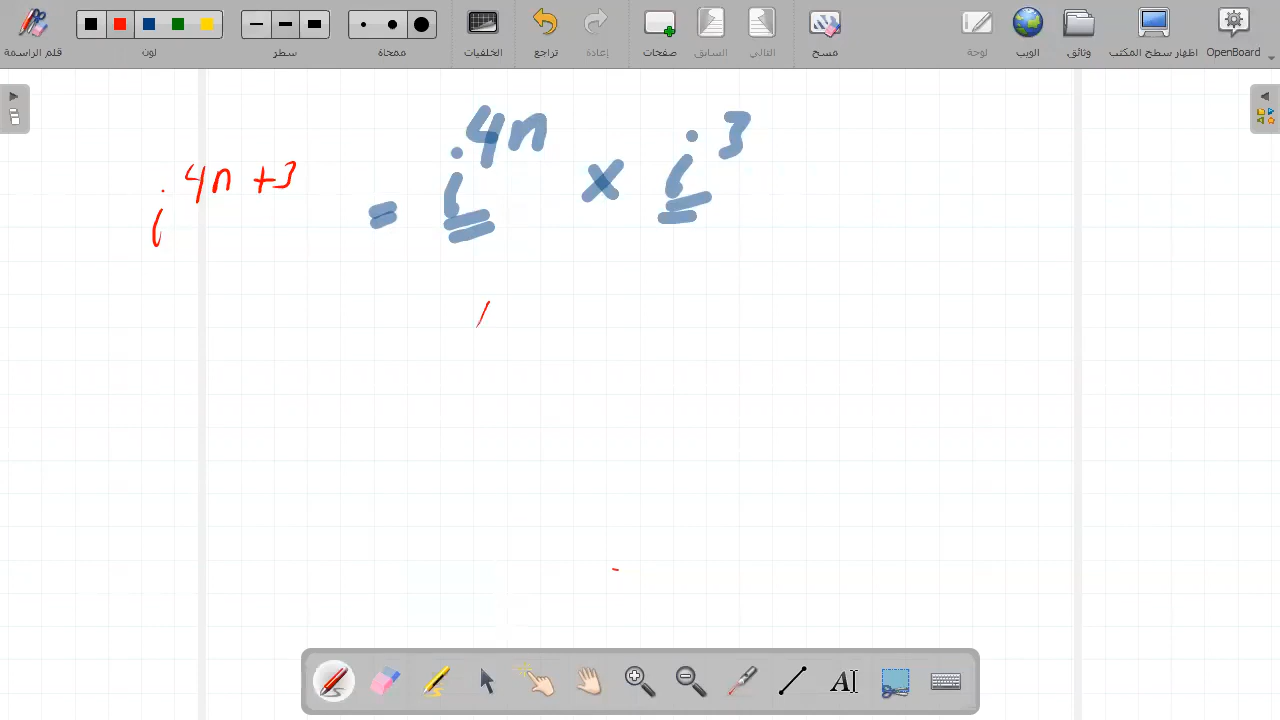 قلم الراسمة لون سطر ممحاة الخلفيات تراجع إعادة صفحات السابق التالي مسح لوحة الويب وثائق اظهار سطح المكتب OpenBoard
i^{4n+3} = i^{4n} × i^3
A